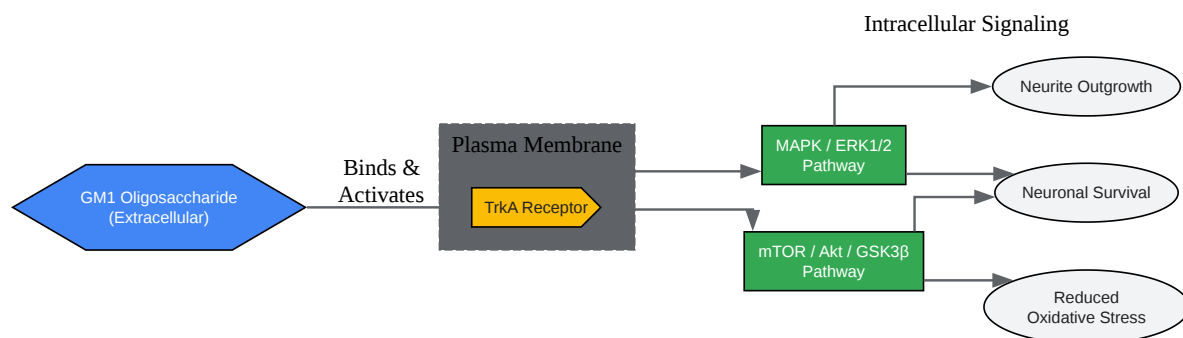 Intracellular Signaling
Neurite Outgrowth
Plasma Membrane
MAPK / ERK1/2
Pathway
Binds &
Activates
GM1 Oligosaccharide
(Extracellular)
TrkA Receptor
Neuronal Survival
mTOR / Akt / GSK3β
Pathway
Reduced
Oxidative Stress